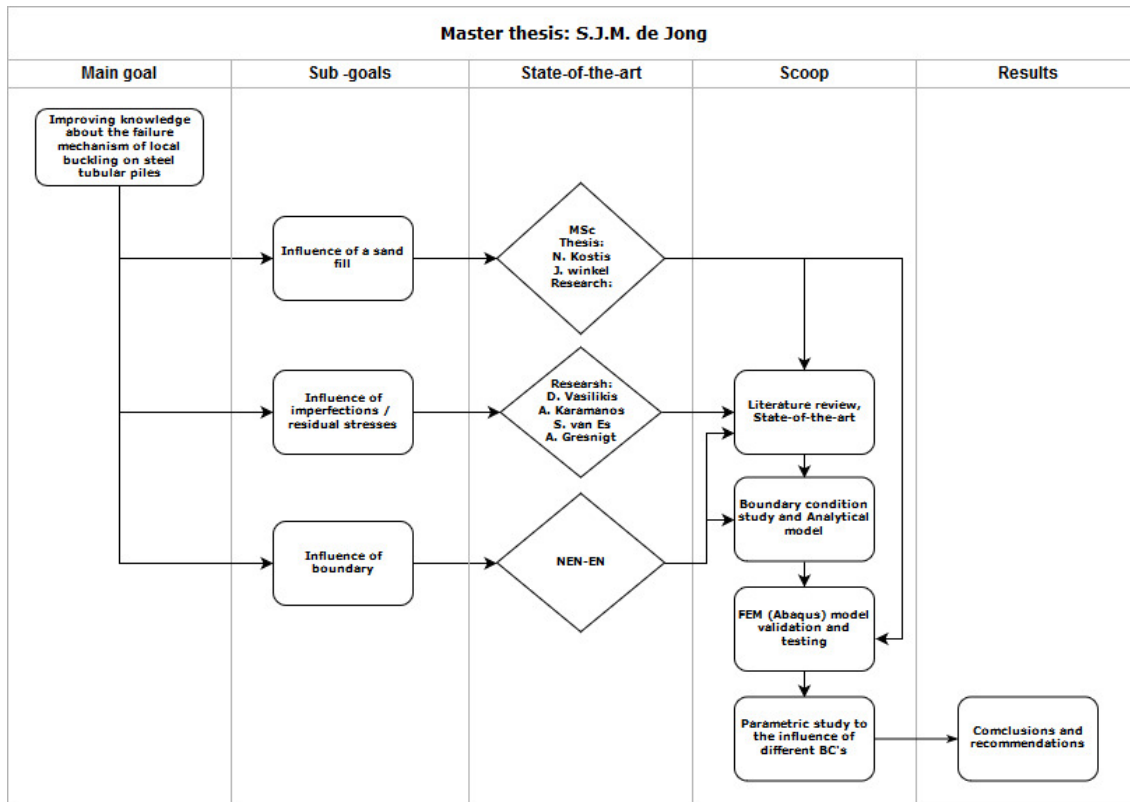 Master thesis: S.J.M. de Jong
Main goal
Sub -goals
State-of-the-art
Scoop
Results
Improving knowledge
about the failure
mechanism of local
buckling on steel
tubular piles
Influence of a sand
fill
MSc
Thesis:
N. Kostis
J. winkel
Research:
Influence of
imperfections /
residual stresses
Researsh:
D. Vasilikis
A. Karamanos
S. van Es
A. Gresnigt
Literature review,
State-of-the-art
Boundary condition
study and Analytical
model
Influence of
boundary
NEN-EN
FEM (Abaqus) model
validation and
testing
Parametric study to
the influence of
different BC's
Comclusions and
recommendations